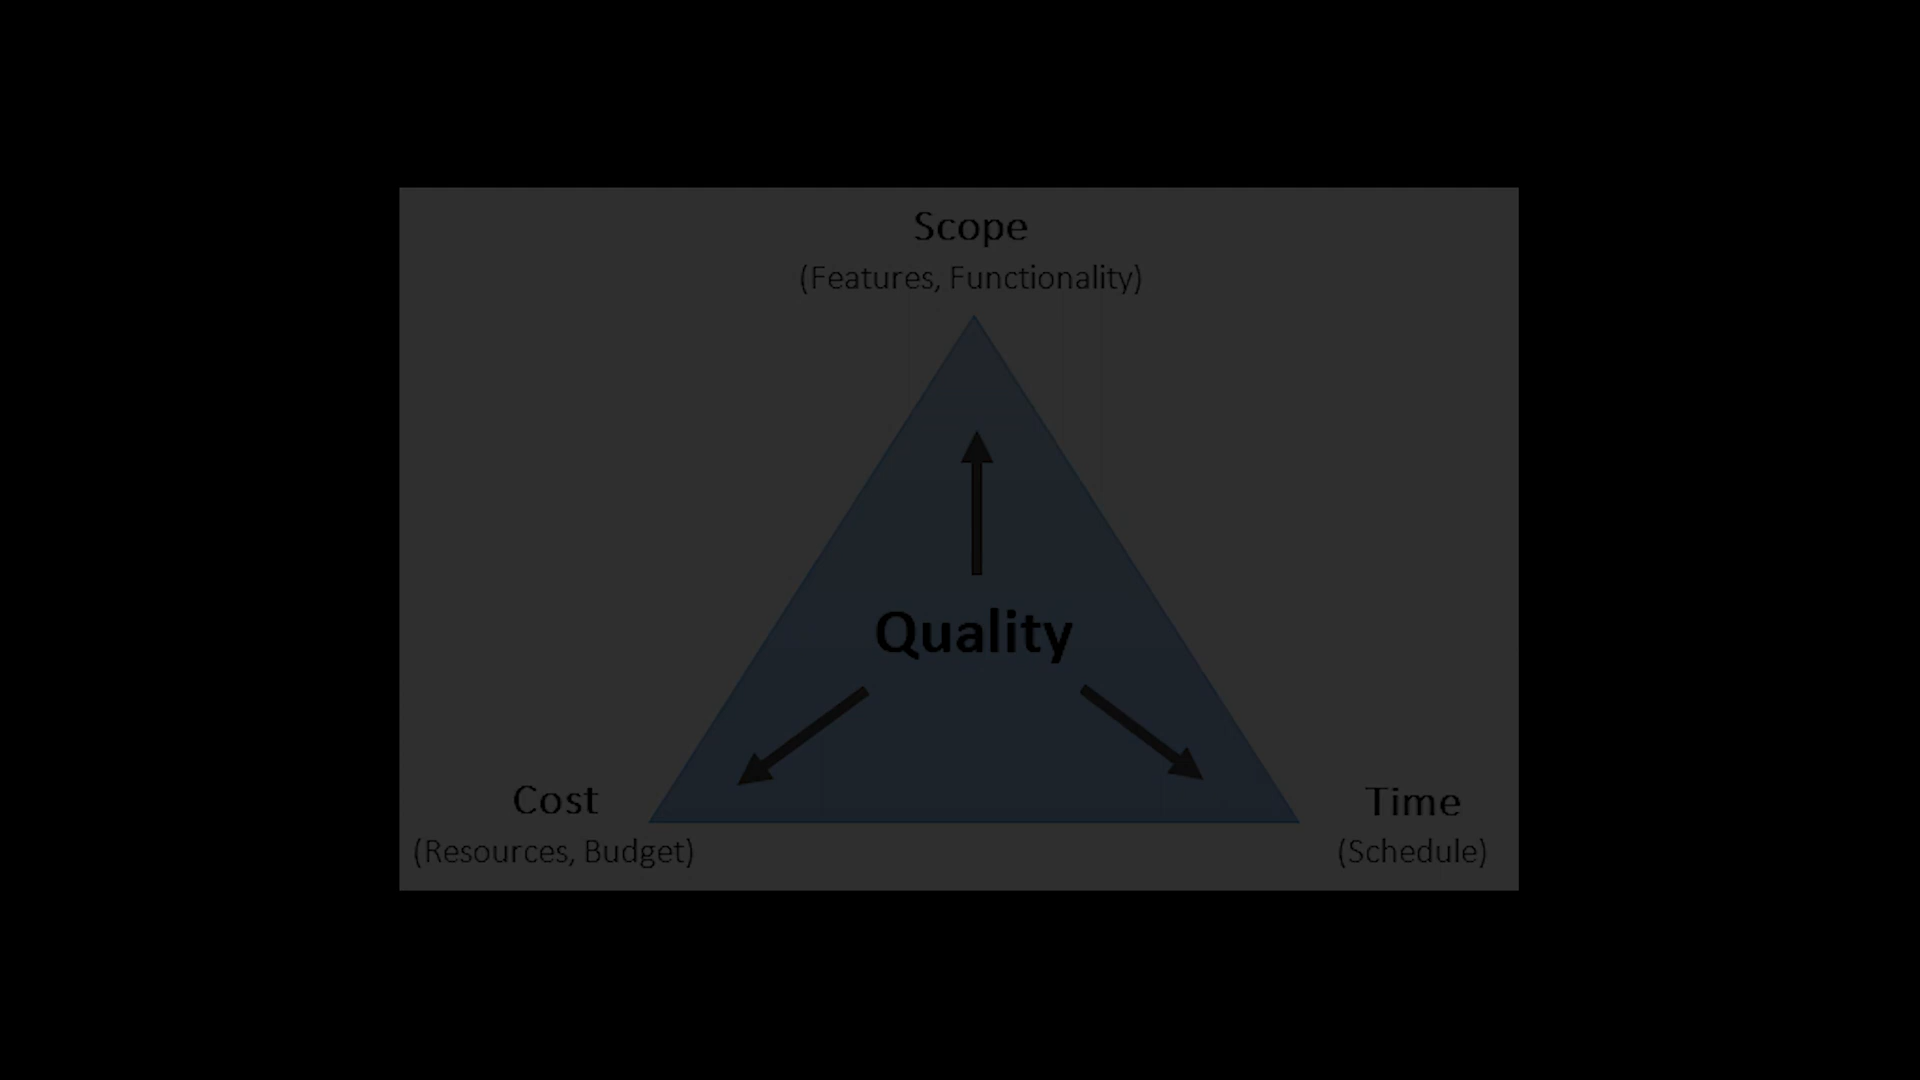 Scope
(Features, Functionality)
Quality
Cost
(Resources, Budget)
Time
(Schedule)